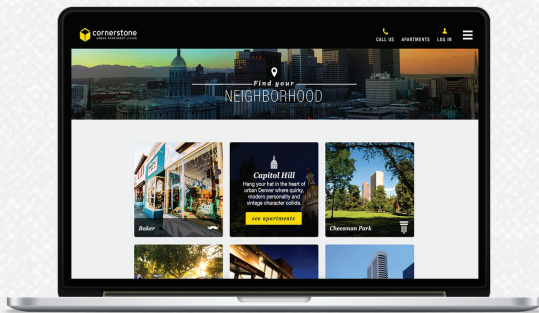 cornerstone
URBAN APARTMENT LIVING
CALL US
APARTMENTS
LOG IN
Find your
NEIGHBORHOOD
Capitol Hill
Hang your hat in the heart of
urban Denver where quirky,
modern personality and
vintage character collide.
see apartments
Baker
Cheesman Park